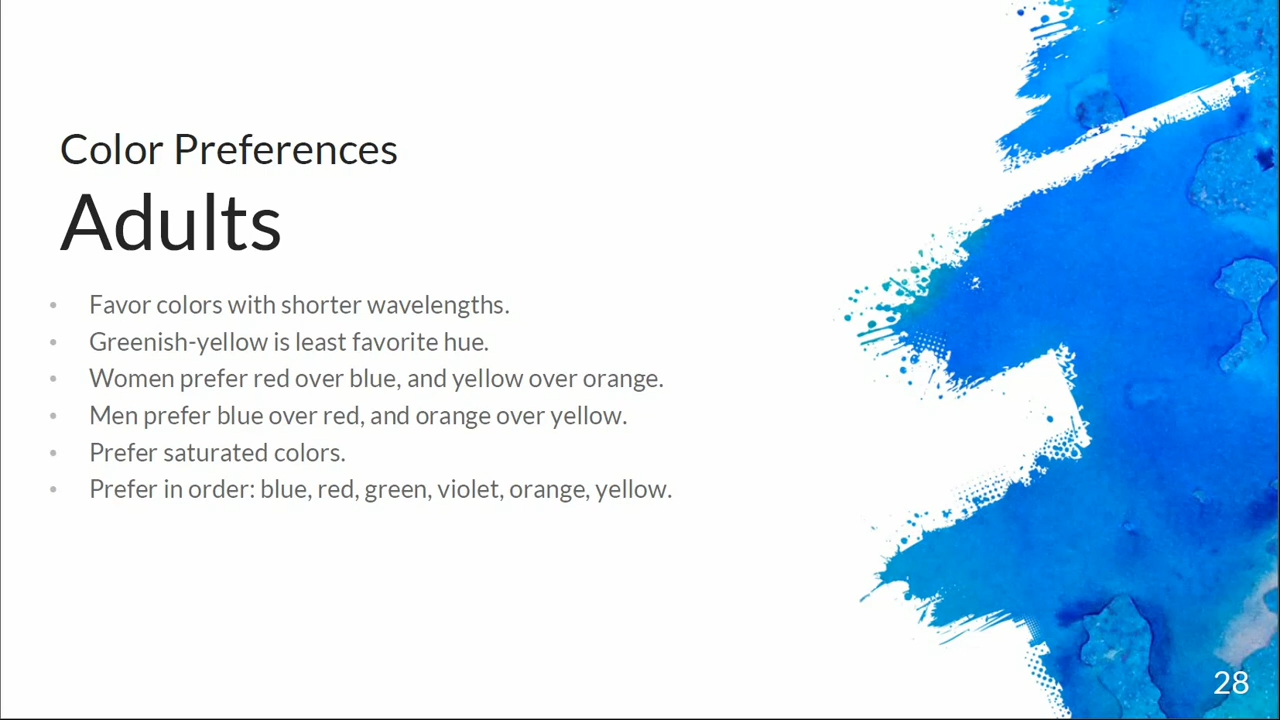 Color Preferences
Adults
• Favor colors with shorter wavelengths.
• Greenish-yellow is least favorite hue.
• Women prefer red over blue, and yellow over orange.
• Men prefer blue over red, and orange over yellow.
• Prefer saturated colors.
• Prefer in order: blue, red, green, violet, orange, yellow.
28